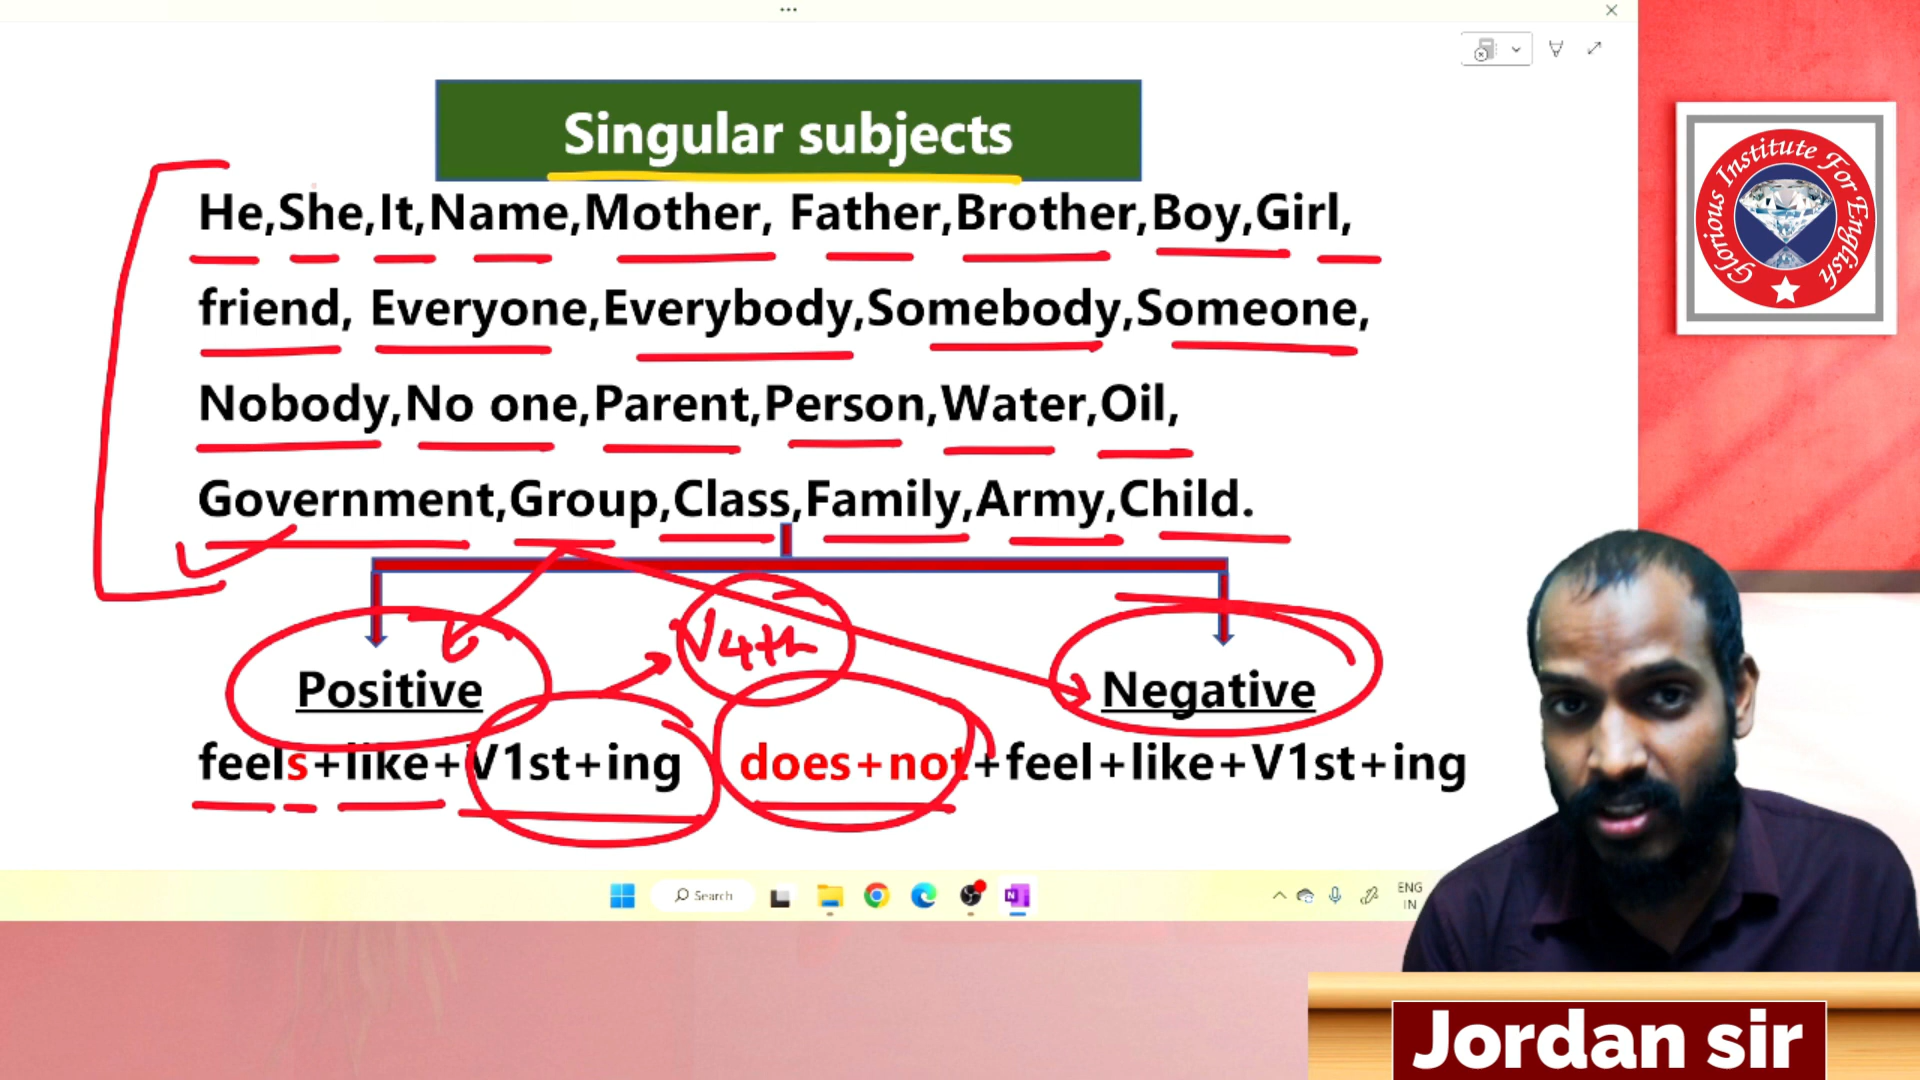 Singular subjects
He,She,It,Name,Mother, Father,Brother,Boy,Girl,
friend, Everyone,Everybody,Somebody,Someone,
Nobody,No one,Parent,Person,Water,Oil,
Government,Group,Class,Family,Army,Child.
V4th
Positive
Negative
feels+like+V1st+ing
does+not+feel+like+V1st+ing
Search
ENG
IN
Glorious Institute For English
Jordan sir